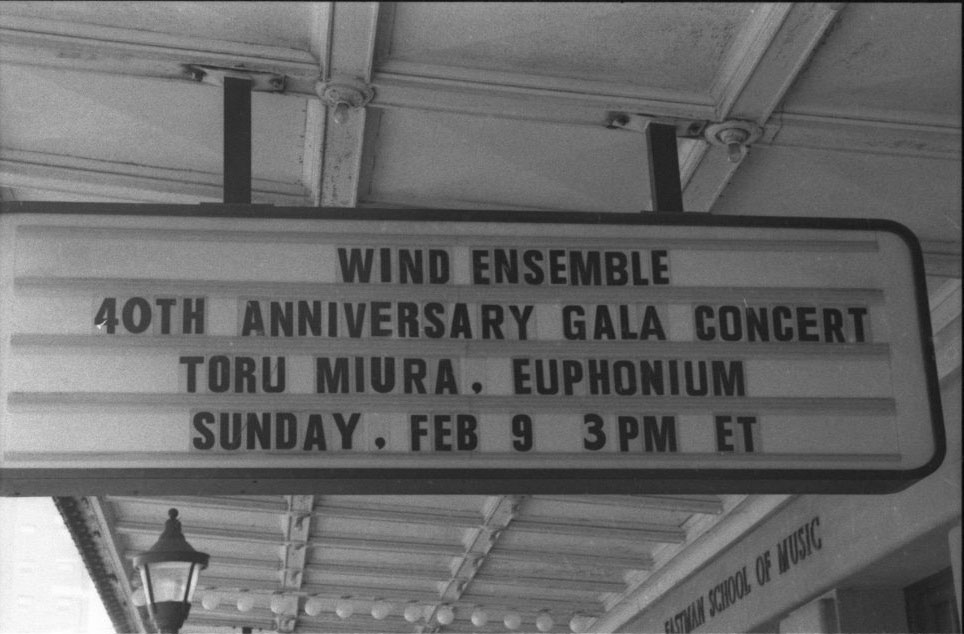 WIND ENSEMBLE
40TH ANNIVERSARY GALA CONCERT
TORU MIURA, EUPHONIUM
SUNDAY, FEB 9 3PM ET
EASTMAN SCHOOL OF MUSIC